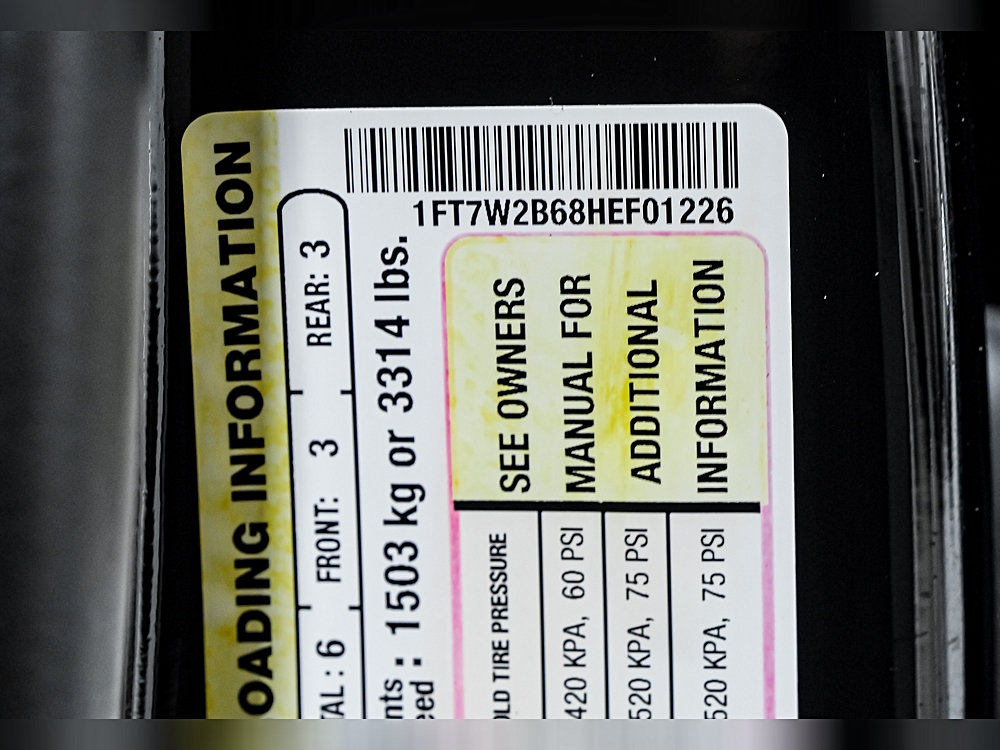 OADING INFORMATION
TAL: 6 FRONT: 3 REAR: 3
nts : 1503 kg or 3314 lbs.
eed
1FT7W2B68HEF01226
SEE OWNERS
MANUAL FOR
ADDITIONAL
INFORMATION
OLD TIRE PRESSURE
420 KPA, 60 PSI
520 KPA, 75 PSI
520 KPA, 75 PSI